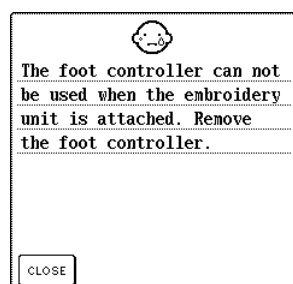 The foot controller can not
be used when the embroidery
unit is attached. Remove
the foot controller.
CLOSE